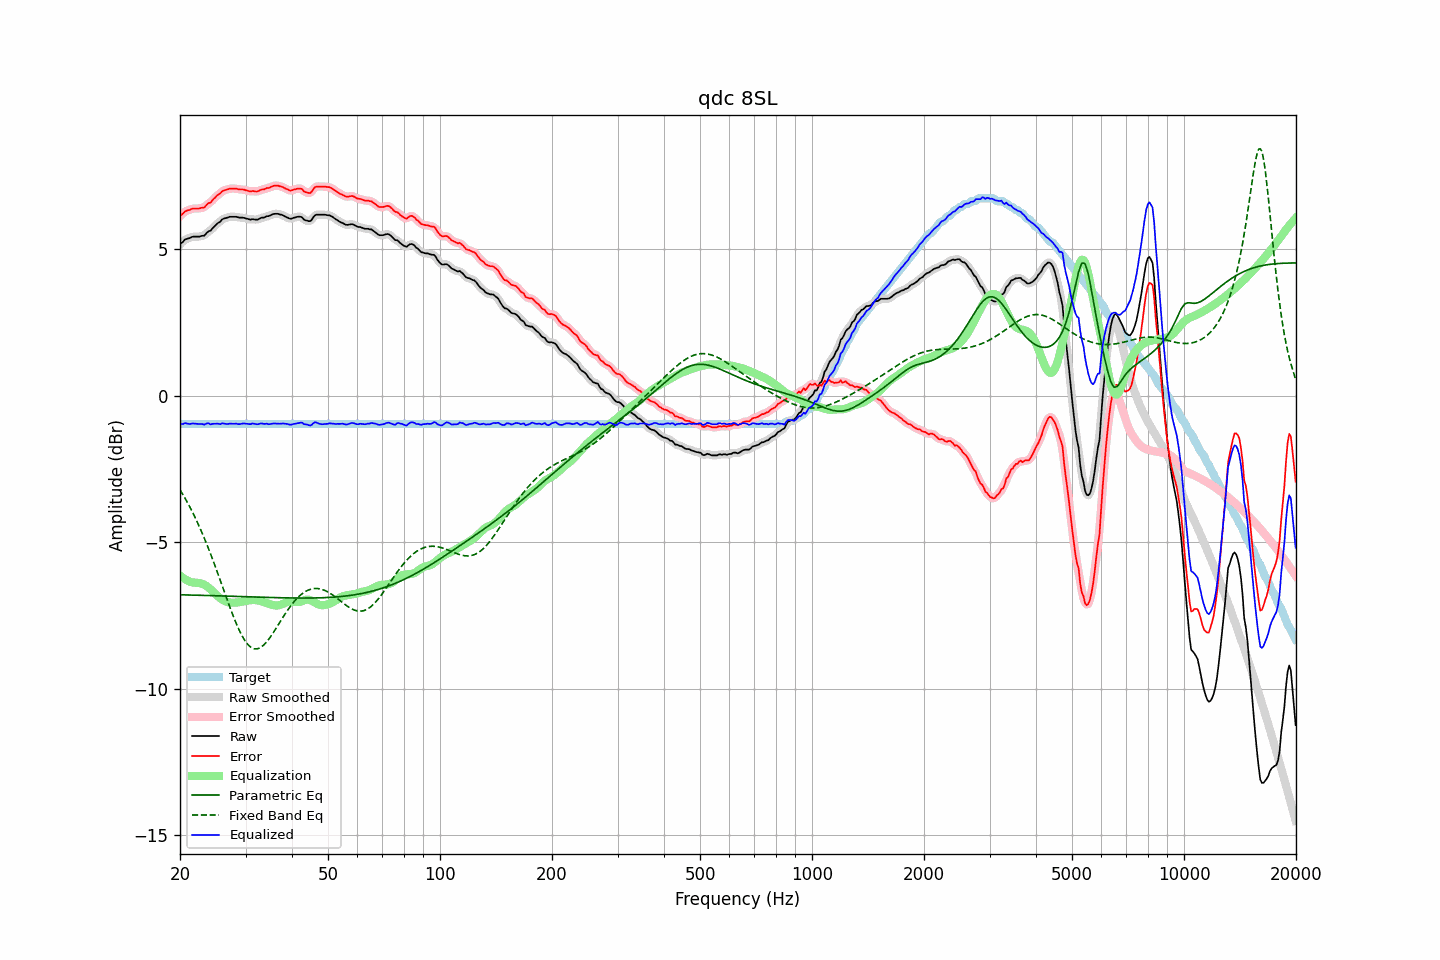 qdc 8SL
Amplitude (dBr)
5
0
−5
−10
−15
Target
Raw Smoothed
Error Smoothed
Raw
Error
Equalization
Parametric Eq
Fixed Band Eq
Equalized
20 50 100 200 500 1000 2000 5000 10000 20000
Frequency (Hz)